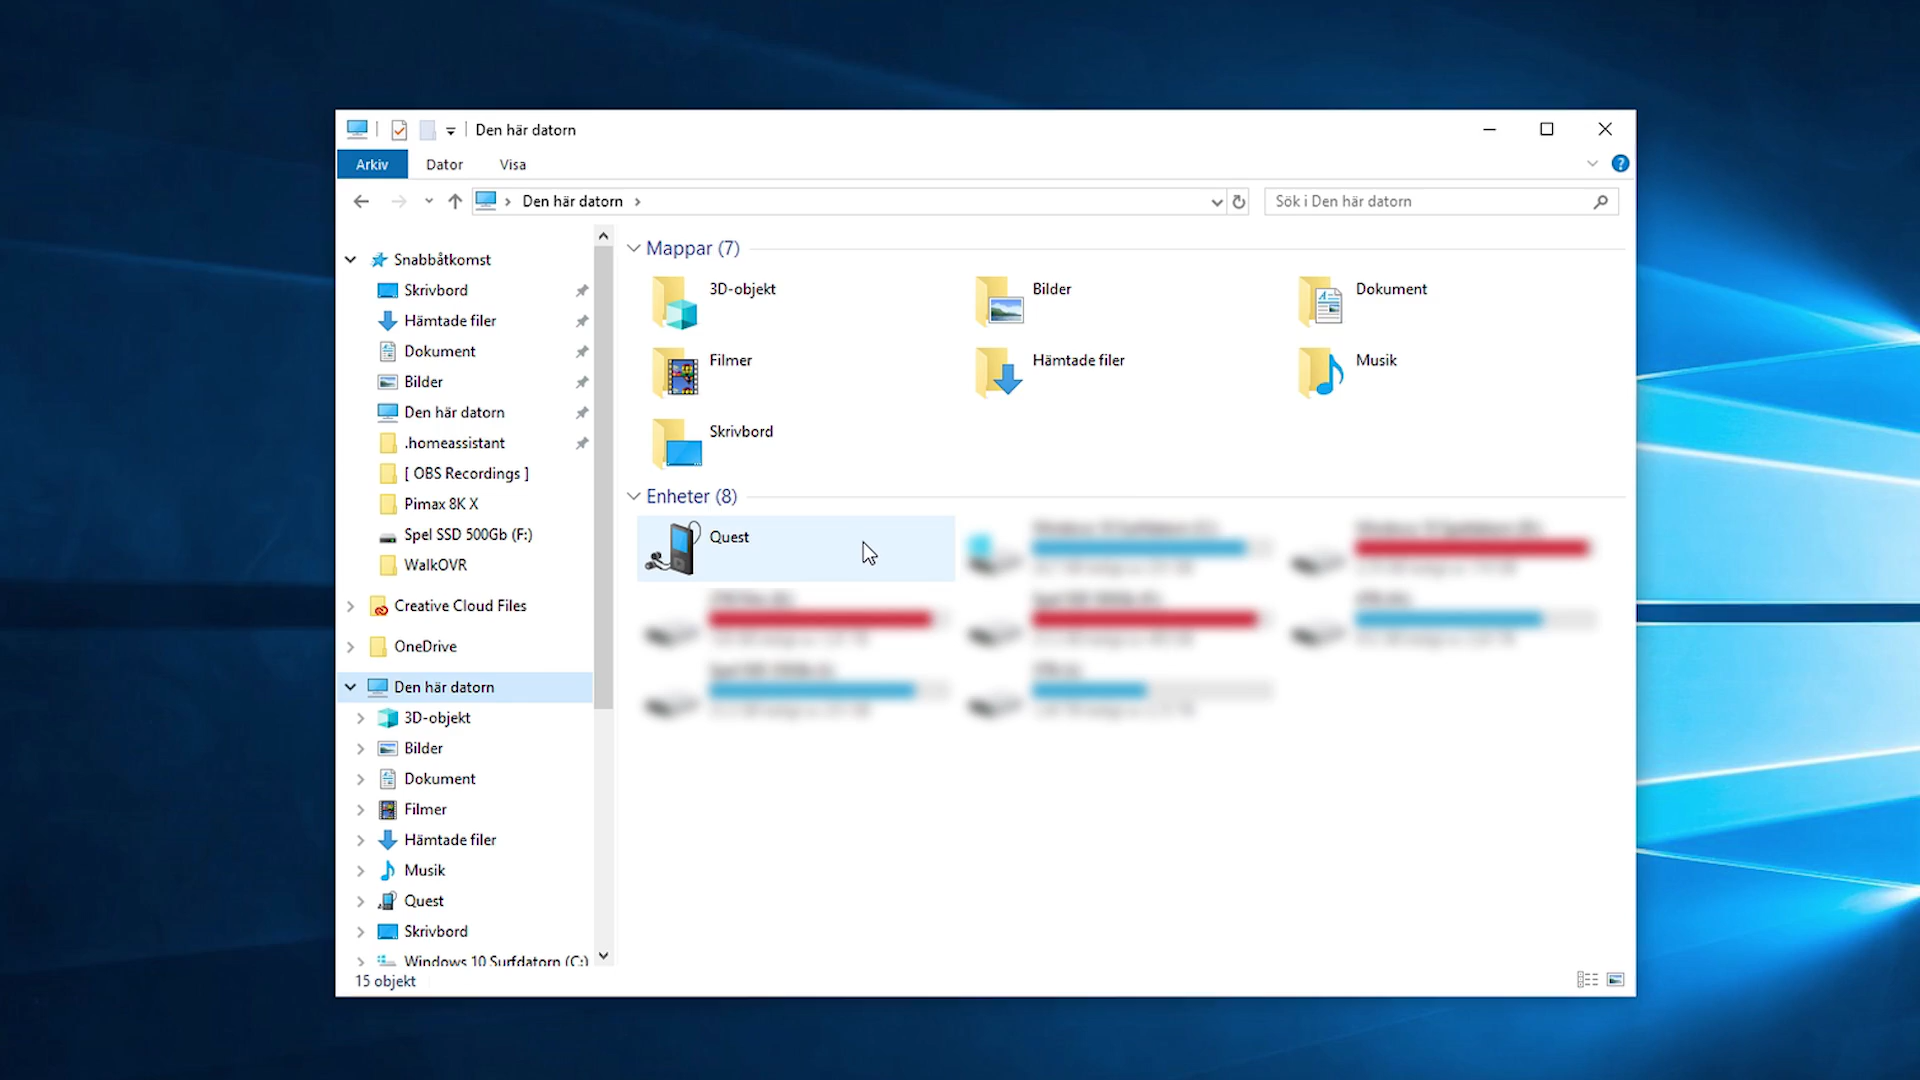 Den här datorn
Arkiv
Dator
Visa
Den här datorn
Sök i Den här datorn
Snabbåtkomst
Skrivbord
Hämtade filer
Dokument
Bilder
Den här datorn
.homeassistant
[ OBS Recordings ]
Pimax 8K X
Spel SSD 500Gb (F:)
WalkOVR
Creative Cloud Files
OneDrive
Den här datorn
3D-objekt
Bilder
Dokument
Filmer
Hämtade filer
Musik
Quest
Skrivbord
Windows 10 Surfdatorn (C:)
Mappar (7)
3D-objekt
Bilder
Dokument
Filmer
Hämtade filer
Musik
Skrivbord
Enheter (8)
Quest
15 objekt